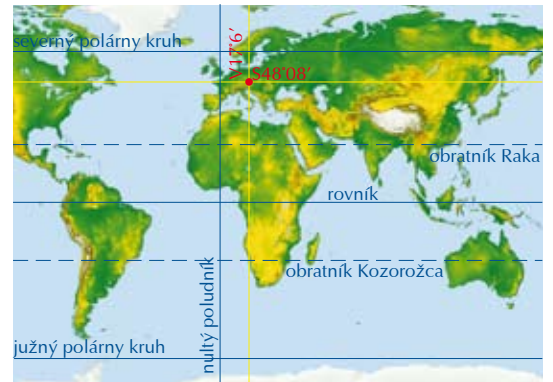 severný polárny kruh
V17°6′
S48°08′
obratník Raka
rovník
nultý poludník
obratník Kozorožca
južný polárny kruh